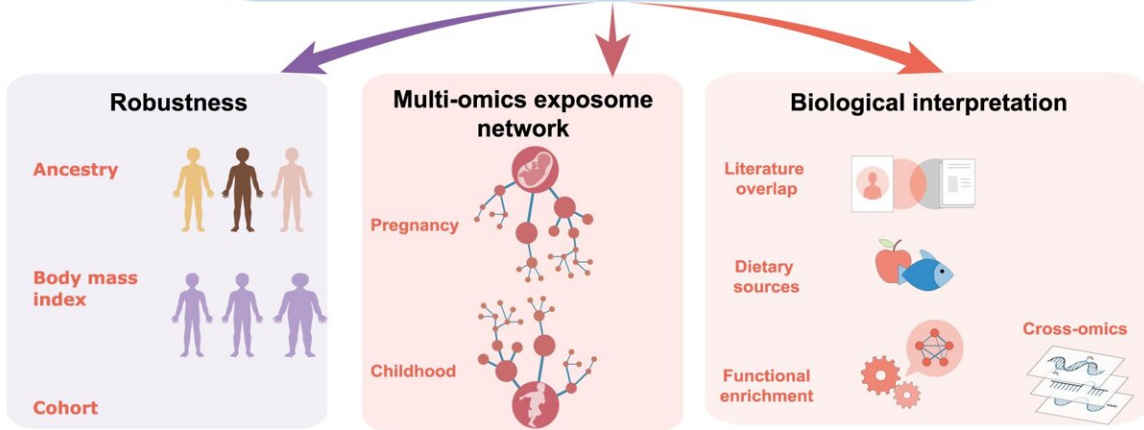 Robustness
Ancestry
Body mass
index
Cohort
Multi-omics exposome
network
Pregnancy
Childhood
Biological interpretation
Literature
overlap
Dietary
sources
Functional
enrichment
Cross-omics